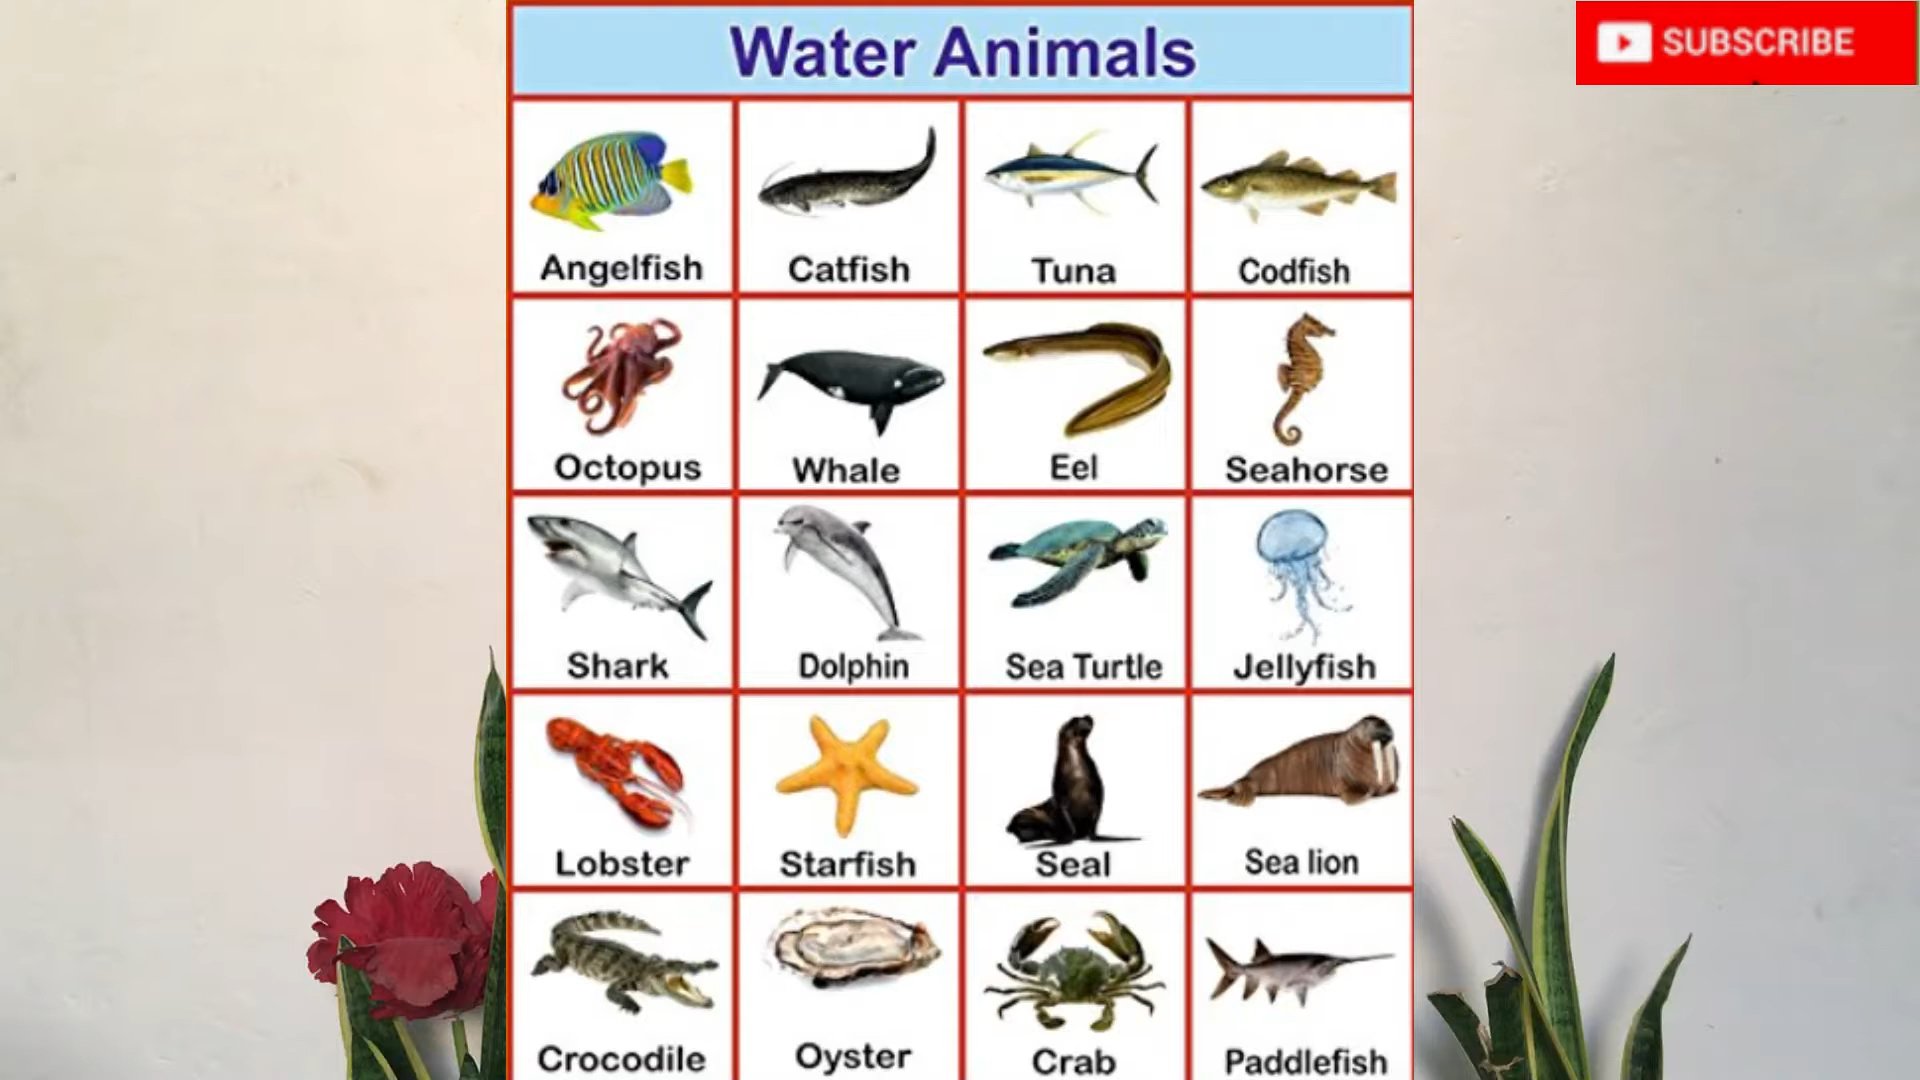 Water Animals
SUBSCRIBE
Angelfish Catfish Tuna Codfish
Octopus Whale Eel Seahorse
Shark Dolphin Sea Turtle Jellyfish
Lobster Starfish Seal Sea lion
Crocodile Oyster Crab Paddlefish